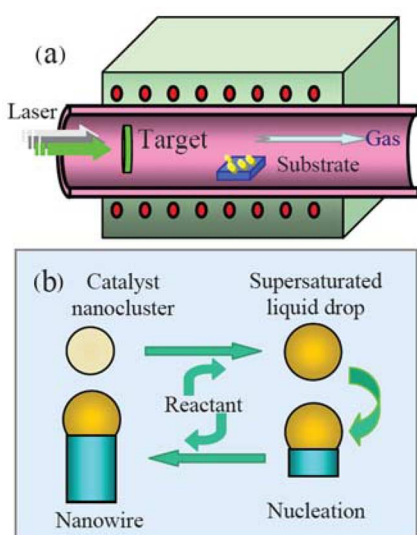 (a)
Laser
Target
Gas
Substrate
(b)
Catalyst
nanocluster
Supersaturated
liquid drop
Reactant
Nanowire
Nucleation